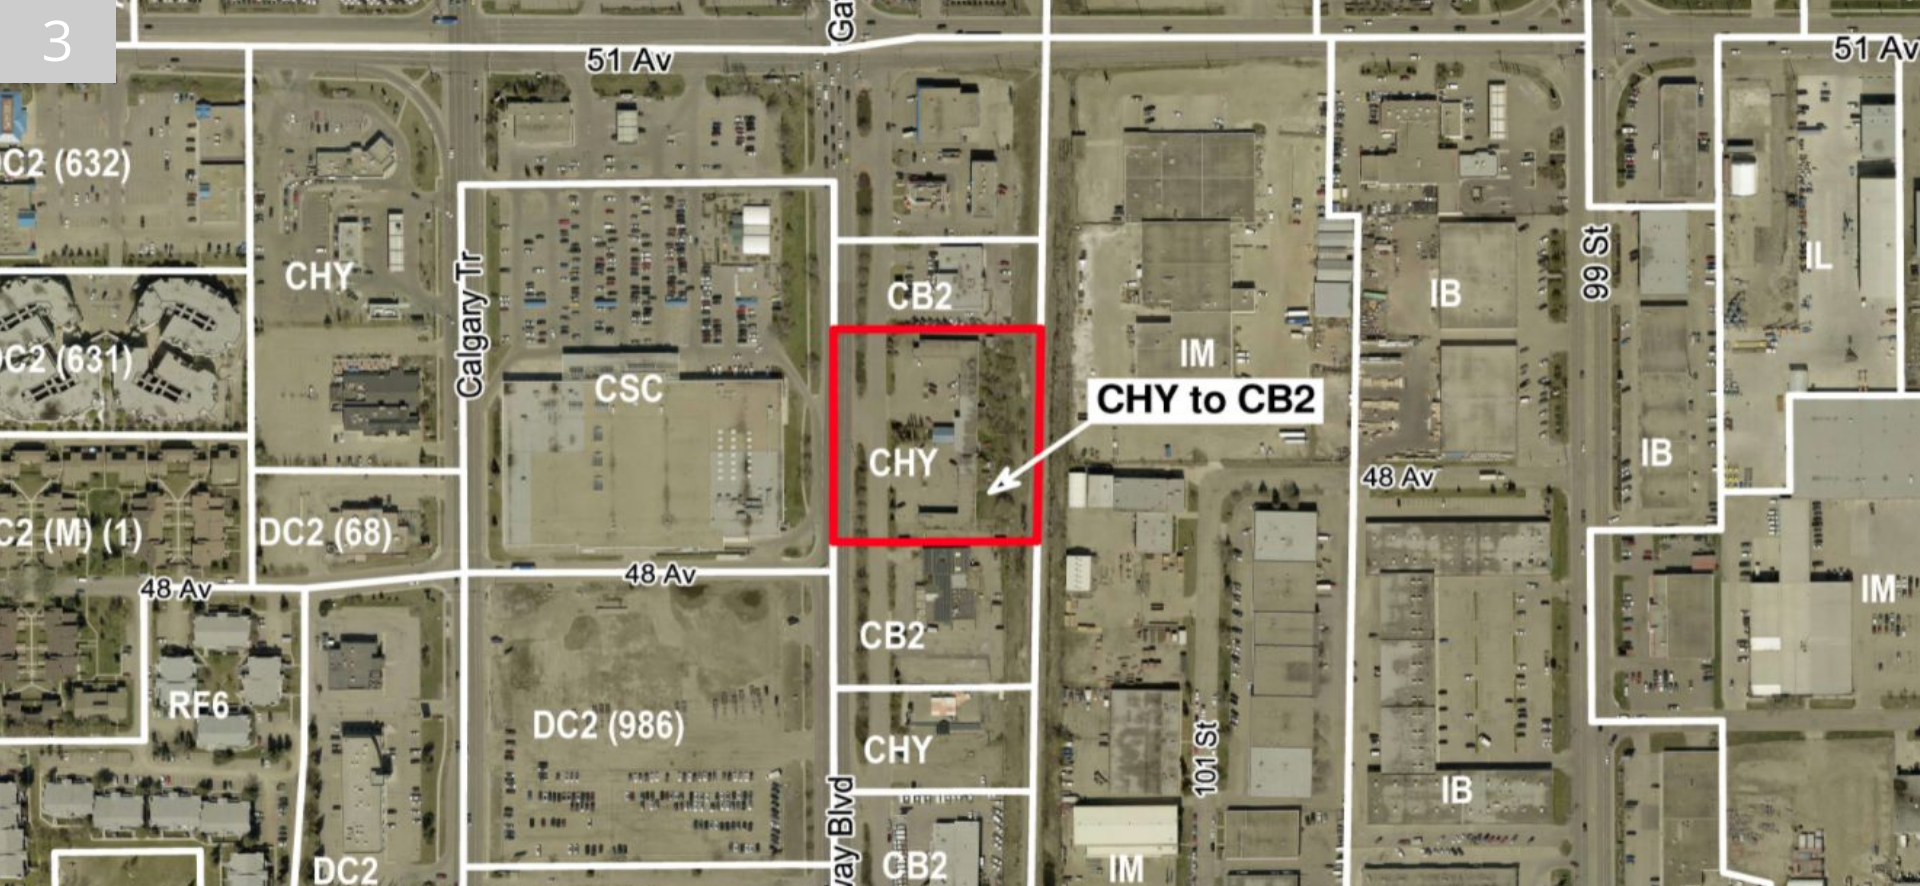 3
Ga
51 Av
51 Av
C2 (632)
CHY
Calgary Tr
CB2
99 St
IL
IB
C2 (631)
CSC
IM
CHY to CB2
CHY
48 Av
IB
C2 (M) (1)
DC2 (68)
48 Av
48 Av
IM
CB2
RF6
DC2 (986)
CHY
101 St
way Blvd
IB
DC2
CB2
IM